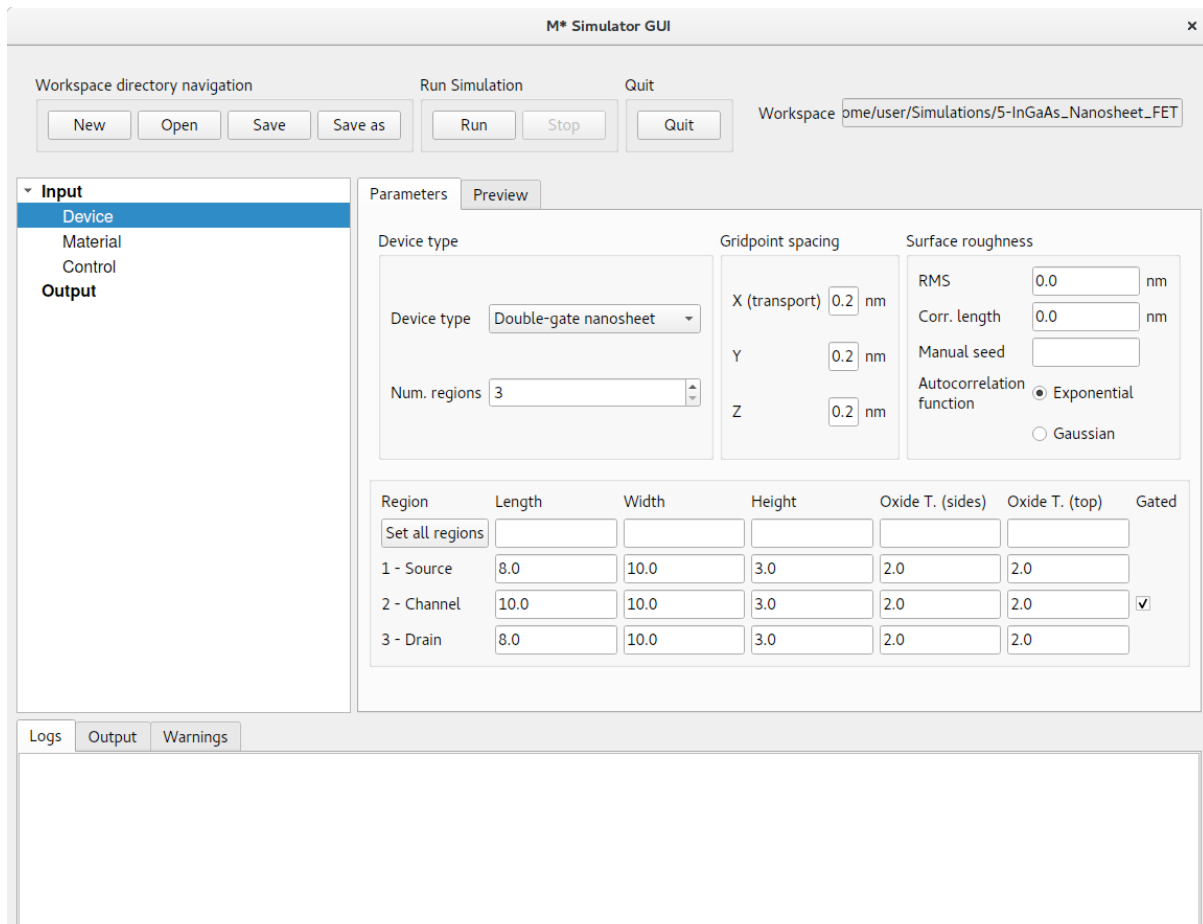 M* Simulator GUI
×
Workspace directory navigation
Run Simulation
Quit
New Open Save Save as
Run Stop
Quit
Workspace ome/user/Simulations/5-InGaAs_Nanosheet_FET
Input
Device
Material
Control
Output
Parameters Preview
Device type
Device type Double-gate nanosheet
Num. regions 3
Gridpoint spacing
X (transport) 0.2 nm
Y 0.2 nm
Z 0.2 nm
Surface roughness
RMS 0.0 nm
Corr. length 0.0 nm
Manual seed
Autocorrelation
function
Exponential
Gaussian
Region Length Width Height Oxide T. (sides) Oxide T. (top) Gated
Set all regions
1 - Source 8.0 10.0 3.0 2.0 2.0
2 - Channel 10.0 10.0 3.0 2.0 2.0
3 - Drain 8.0 10.0 3.0 2.0 2.0
Logs Output Warnings